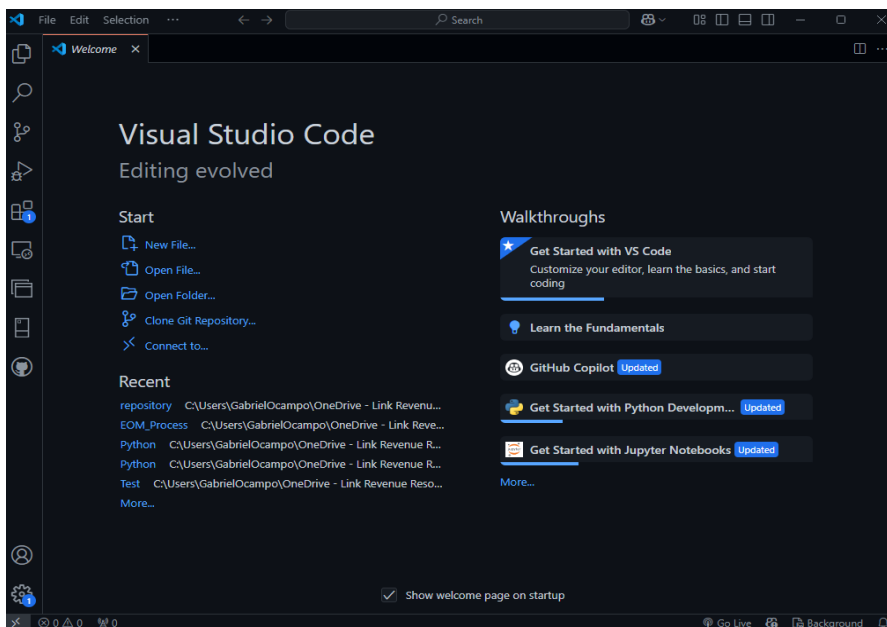 File Edit Selection ··· Search
Welcome
Visual Studio Code
Editing evolved
Start
New File...
Open File...
Open Folder...
Clone Git Repository...
Connect to...
Recent
repository C:\Users\GabrielOcampo\OneDrive - Link Revenu...
EOM_Process C:\Users\GabrielOcampo\OneDrive - Link Reve...
Python C:\Users\GabrielOcampo\OneDrive - Link Revenue R...
Python C:\Users\GabrielOcampo\OneDrive - Link Revenue R...
Test C:\Users\GabrielOcampo\OneDrive - Link Revenue Reso...
More...
Walkthroughs
Get Started with VS Code
Customize your editor, learn the basics, and start
coding
Learn the Fundamentals
GitHub Copilot Updated
Get Started with Python Developm... Updated
Get Started with Jupyter Notebooks Updated
More...
Show welcome page on startup
1
1
0 0 0 Go Live Background